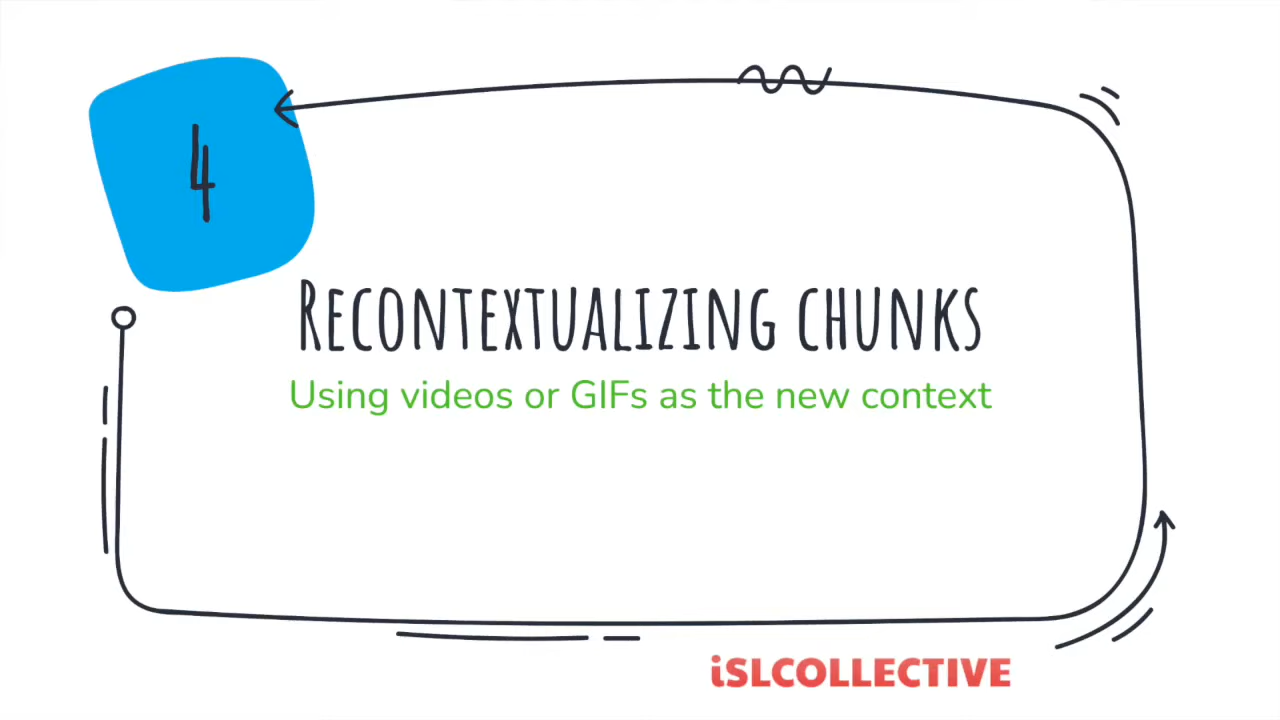 4
Recontextualizing chunks
Using videos or GIFs as the new context
iSLCOLLECTIVE